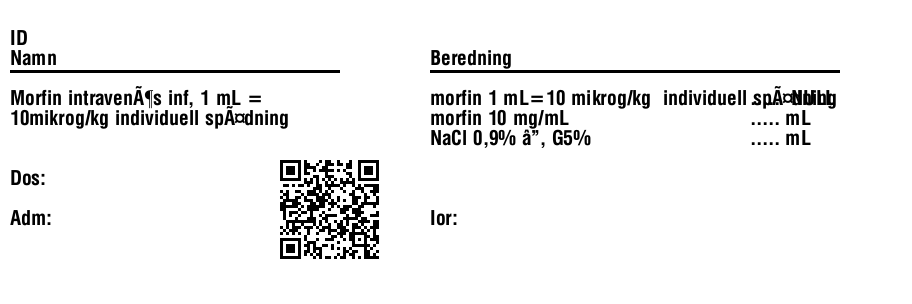 ID
Namn
Morfin intravenÃ¶s inf, 1 mL =
10mikrog/kg individuell spÃ¤dning
Dos:
Adm:
Beredning
morfin 1 mL=10 mikrog/kg individuell spÃ¤dning
morfin 10 mg/mL ..... mL
NaCl 0,9% â”, G5% ..... mL
Ior: